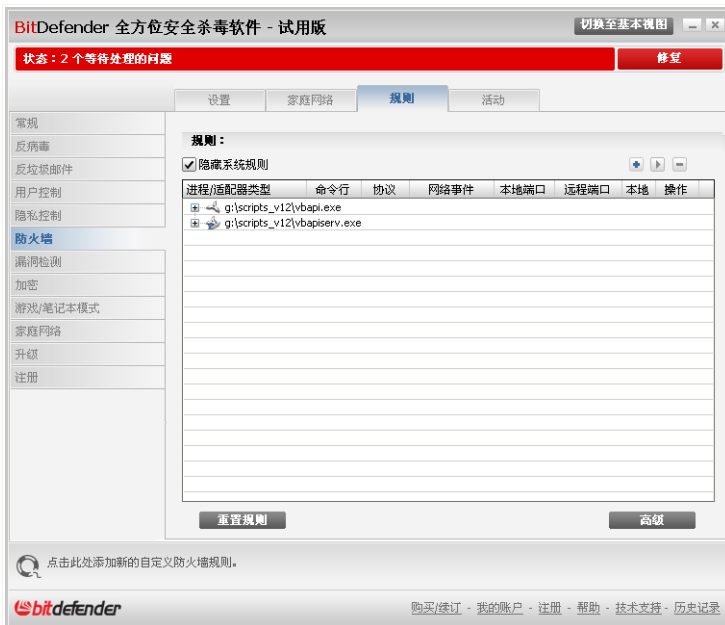 BitDefender 全方位安全杀毒软件 - 试用版
切换至基本视图
状态：2 个等待处理的问题
修复
设置
家庭网络
规则
活动
常规
反病毒
反垃圾邮件
用户控制
隐私控制
防火墙
漏洞检测
加密
游戏/笔记本模式
家庭网络
升级
注册
规则：
隐藏系统规则
进程/适配器类型 命令行 协议 网络事件 本地端口 远程端口 本地 操作
g:\scripts_v12\vbapi.exe
g:\scripts_v12\vbapiserv.exe
重置规则
高级
点击此处添加新的自定义防火墙规则。
bitdefender
购买/续订 - 我的账户 - 注册 - 帮助 - 技术支持 - 历史记录